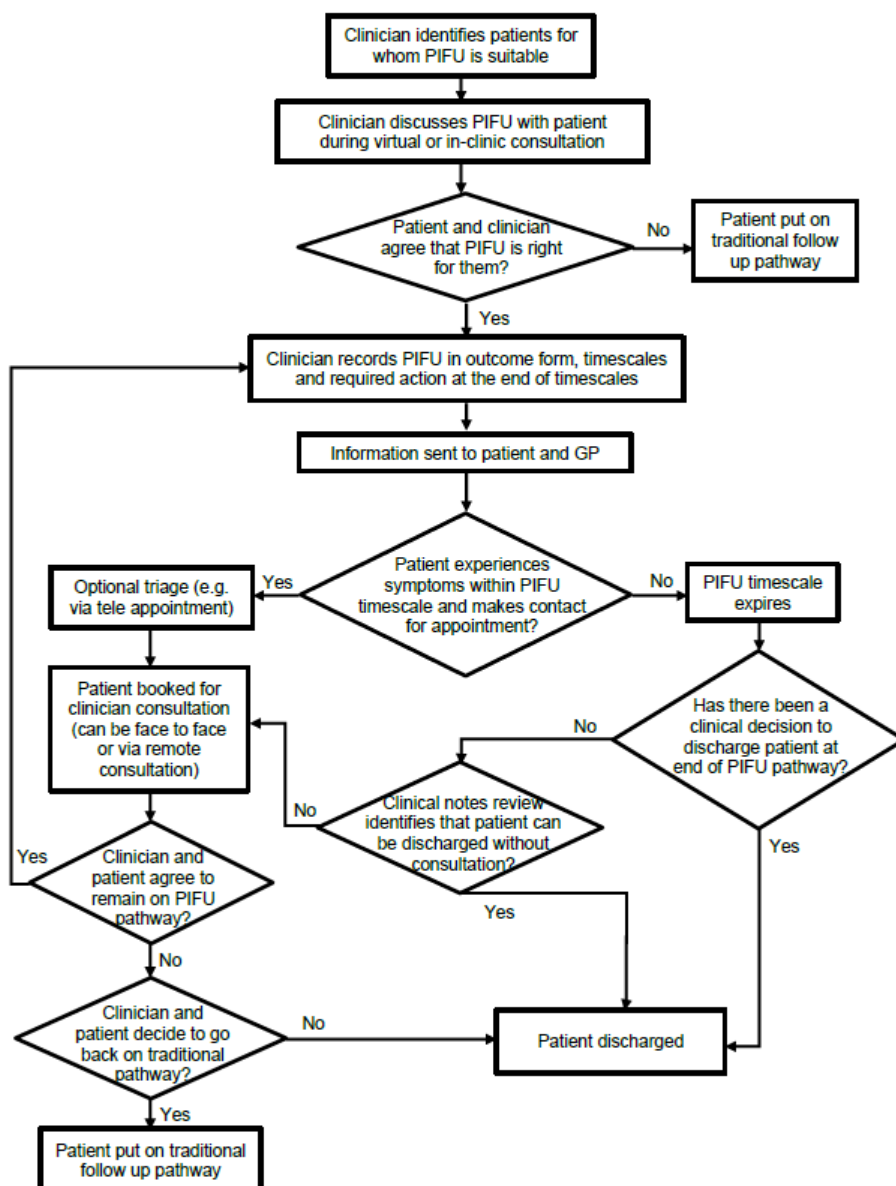 Clinician identifies patients for
whom PIFU is suitable
Clinician discusses PIFU with patient
during virtual or in-clinic consultation
Patient and clinician
agree that PIFU is right
for them?
No
Patient put on
traditional follow
up pathway
Yes
Clinician records PIFU in outcome form, timescales
and required action at the end of timescales
Information sent to patient and GP
Patient experiences
symptoms within PIFU
timescale and makes contact
for appointment?
Yes
Optional triage (e.g.
via tele appointment)
No
PIFU timescale
expires
Patient booked for
clinician consultation
(can be face to face
or via remote
consultation)
Has there been a
clinical decision to
discharge patient at
end of PIFU pathway?
No
Clinical notes review
identifies that patient can
be discharged without
consultation?
No
Yes
Yes
Clinician and
patient agree to
remain on PIFU
pathway?
Yes
No
Clinician and
patient decide to go
back on traditional
pathway?
No
Patient discharged
Yes
Patient put on traditional
follow up pathway